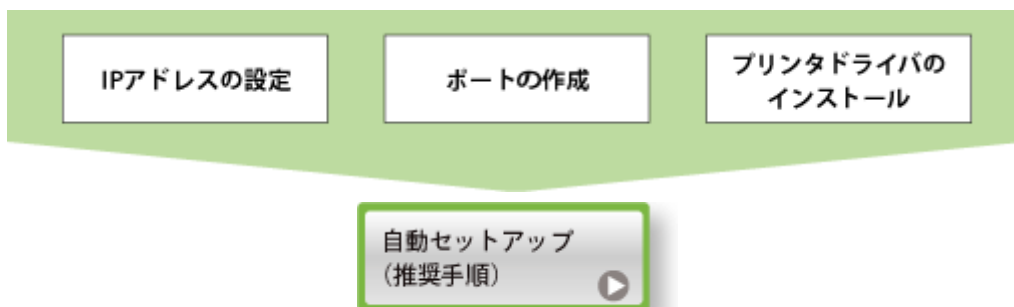 IPアドレスの設定
ポートの作成
プリンタドライバの
インストール
自動セットアップ
（推奨手順）